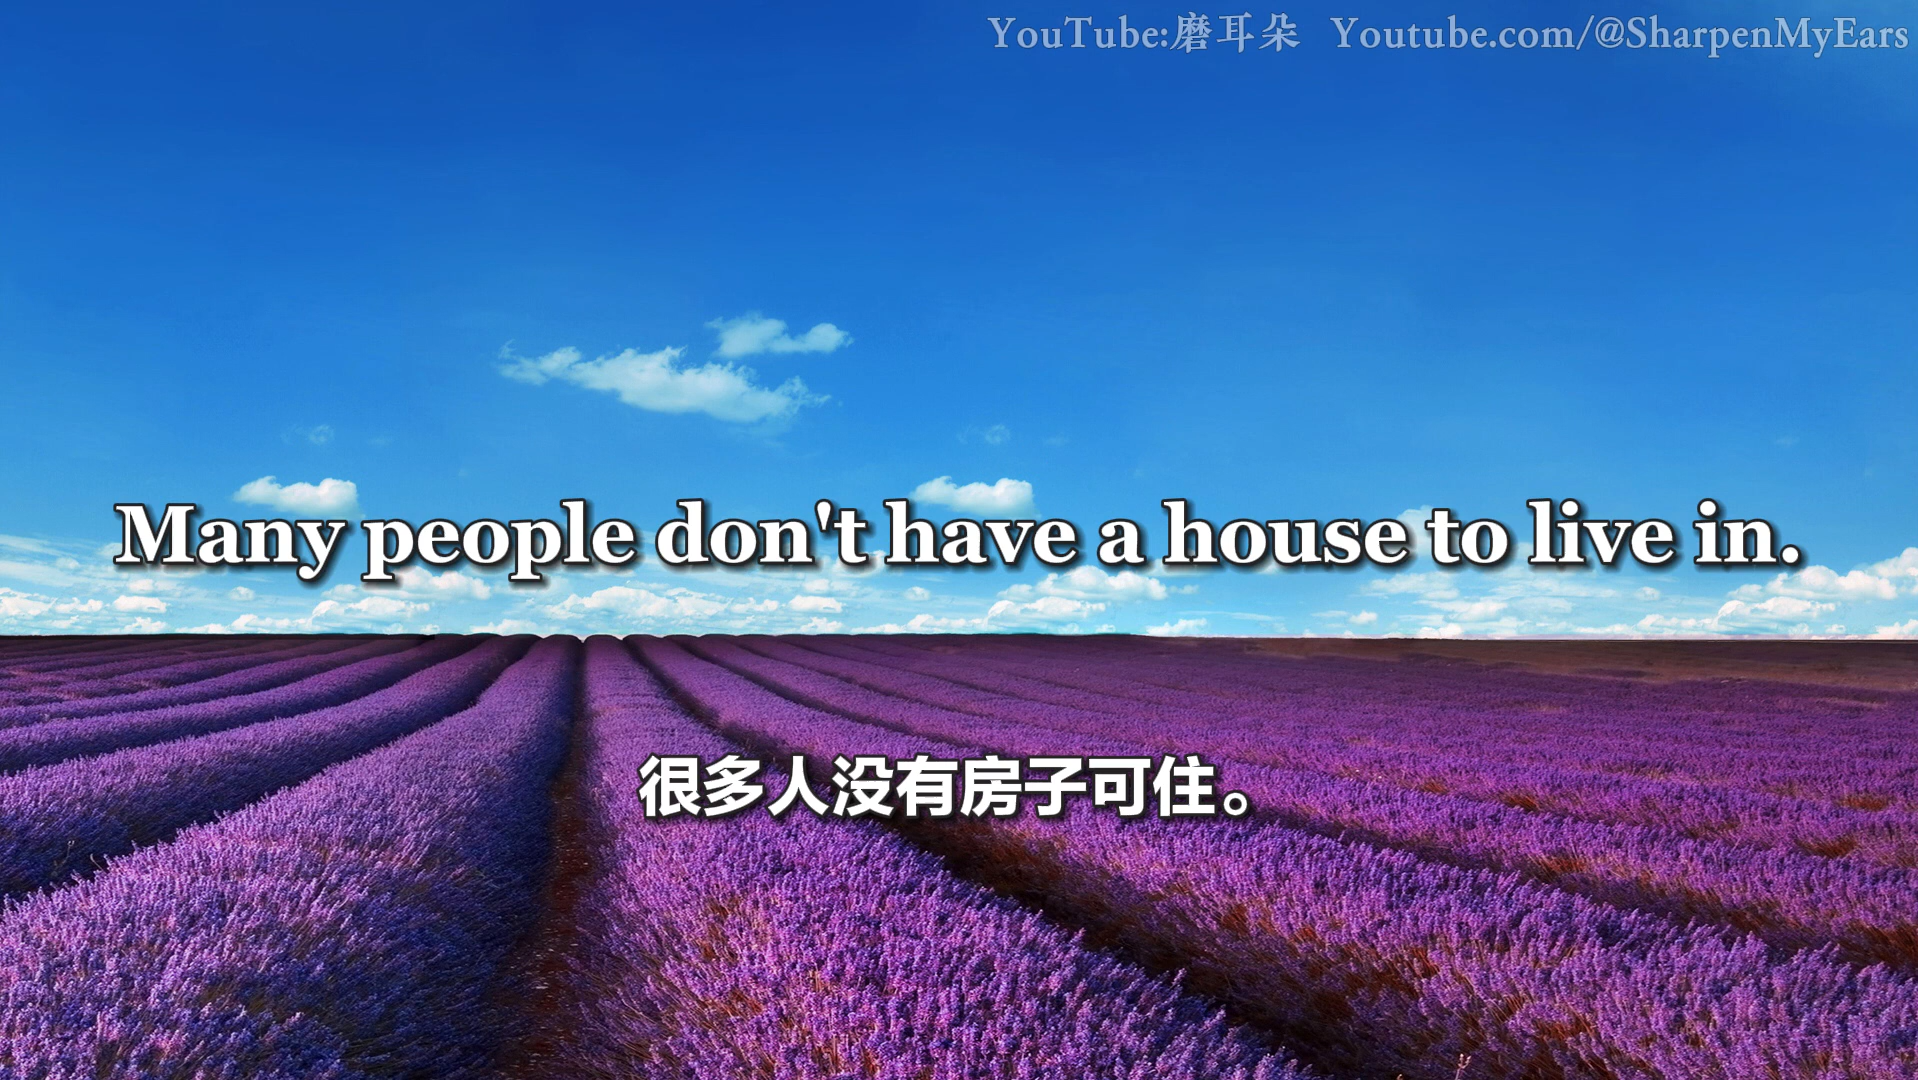 YouTube:磨耳朵 Youtube.com/@SharpenMyEars
Many people don't have a house to live in.
很多人没有房子可住。